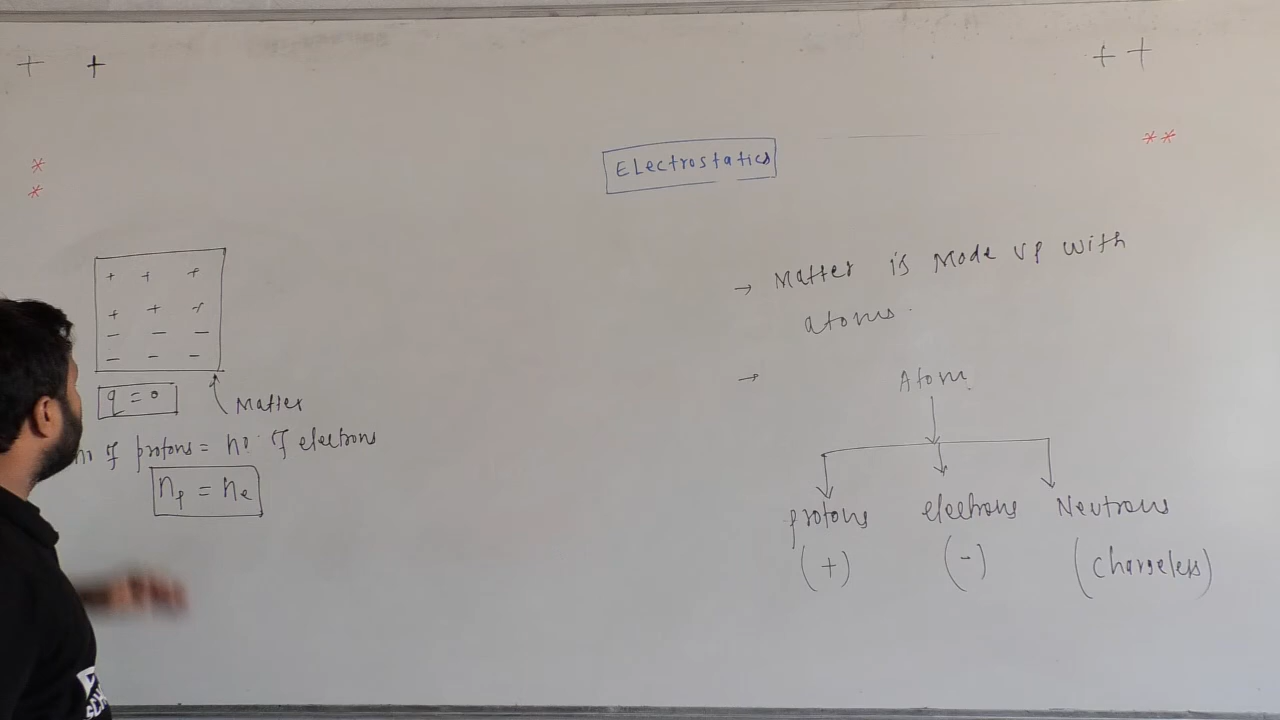 + +
+ +
* *
*
*
Electrostatics
+ + +
+ + +
— — —
— — —
q = 0
Matter
no of protons = no. of electrons
np = ne
→ Matter is Made up with
atoms.
→ Atom.
protons electrons Neutrons
(+) (-) (chargeless)